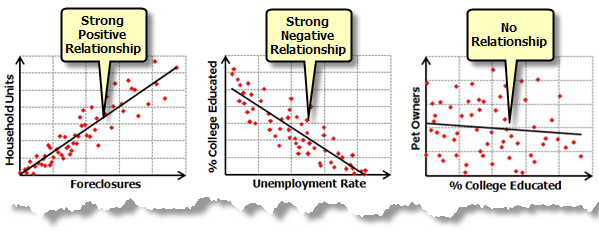 Strong
Positive
Relationship
Household Units
Foreclosures
Strong
Negative
Relationship
% College Educated
Unemployment Rate
No
Relationship
Pet Owners
% College Educated